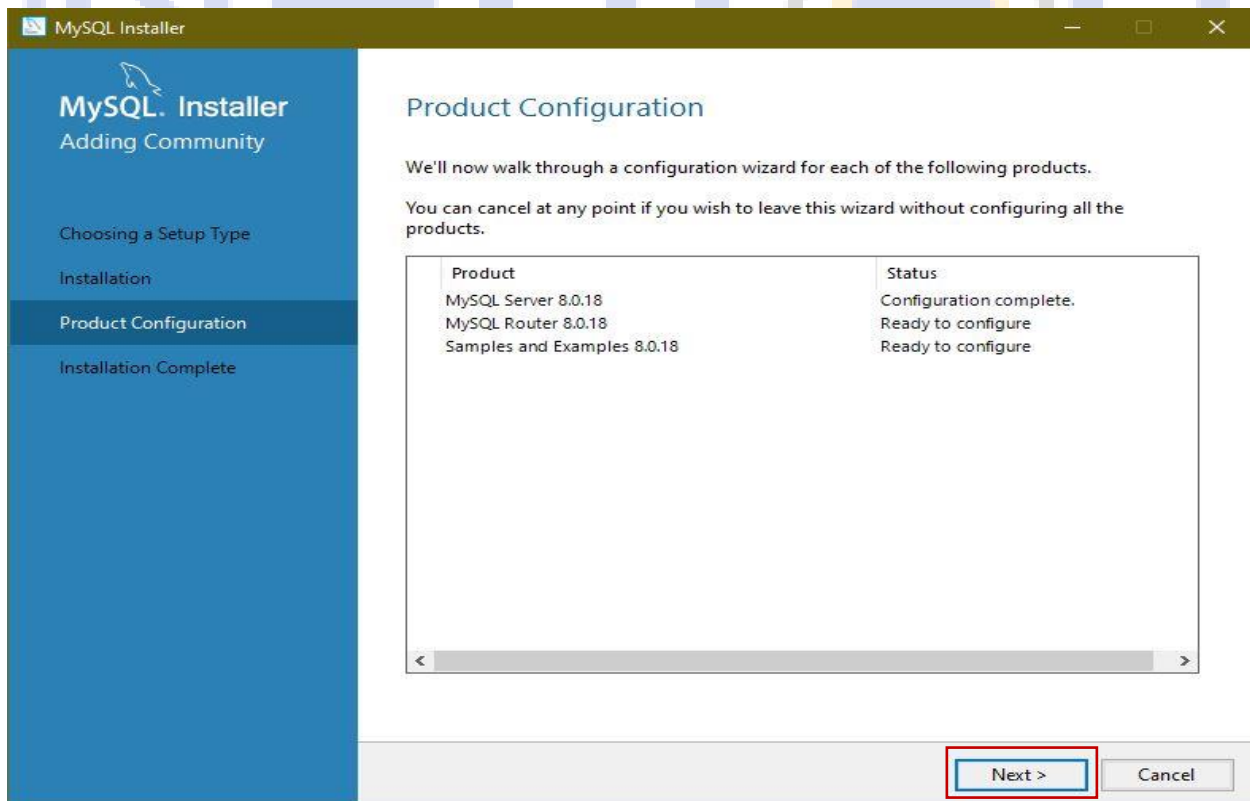 MySQL Installer
MySQL. Installer
Adding Community
Choosing a Setup Type
Installation
Product Configuration
Installation Complete
Product Configuration
We'll now walk through a configuration wizard for each of the following products.
You can cancel at any point if you wish to leave this wizard without configuring all the
products.
Product Status
MySQL Server 8.0.18 Configuration complete.
MySQL Router 8.0.18 Ready to configure
Samples and Examples 8.0.18 Ready to configure
Next > Cancel